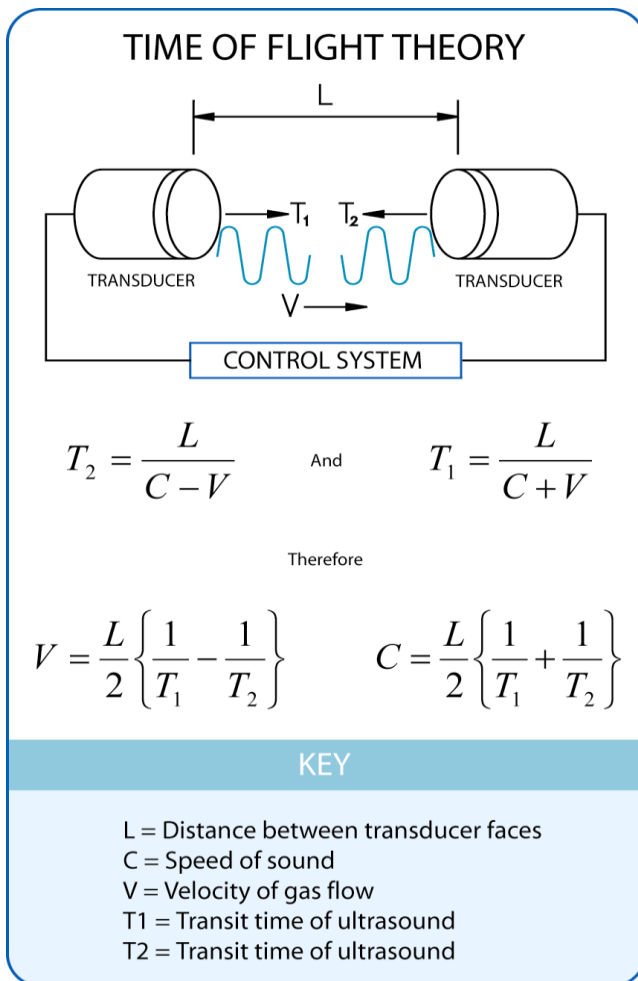 TIME OF FLIGHT THEORY
L
T₁ T₂
TRANSDUCER TRANSDUCER
V
CONTROL SYSTEM
T₂ = L / (C − V) And T₁ = L / (C + V)
Therefore
V = L/2 {1/T₁ − 1/T₂} C = L/2 {1/T₁ + 1/T₂}
KEY
L = Distance between transducer faces
C = Speed of sound
V = Velocity of gas flow
T1 = Transit time of ultrasound
T2 = Transit time of ultrasound